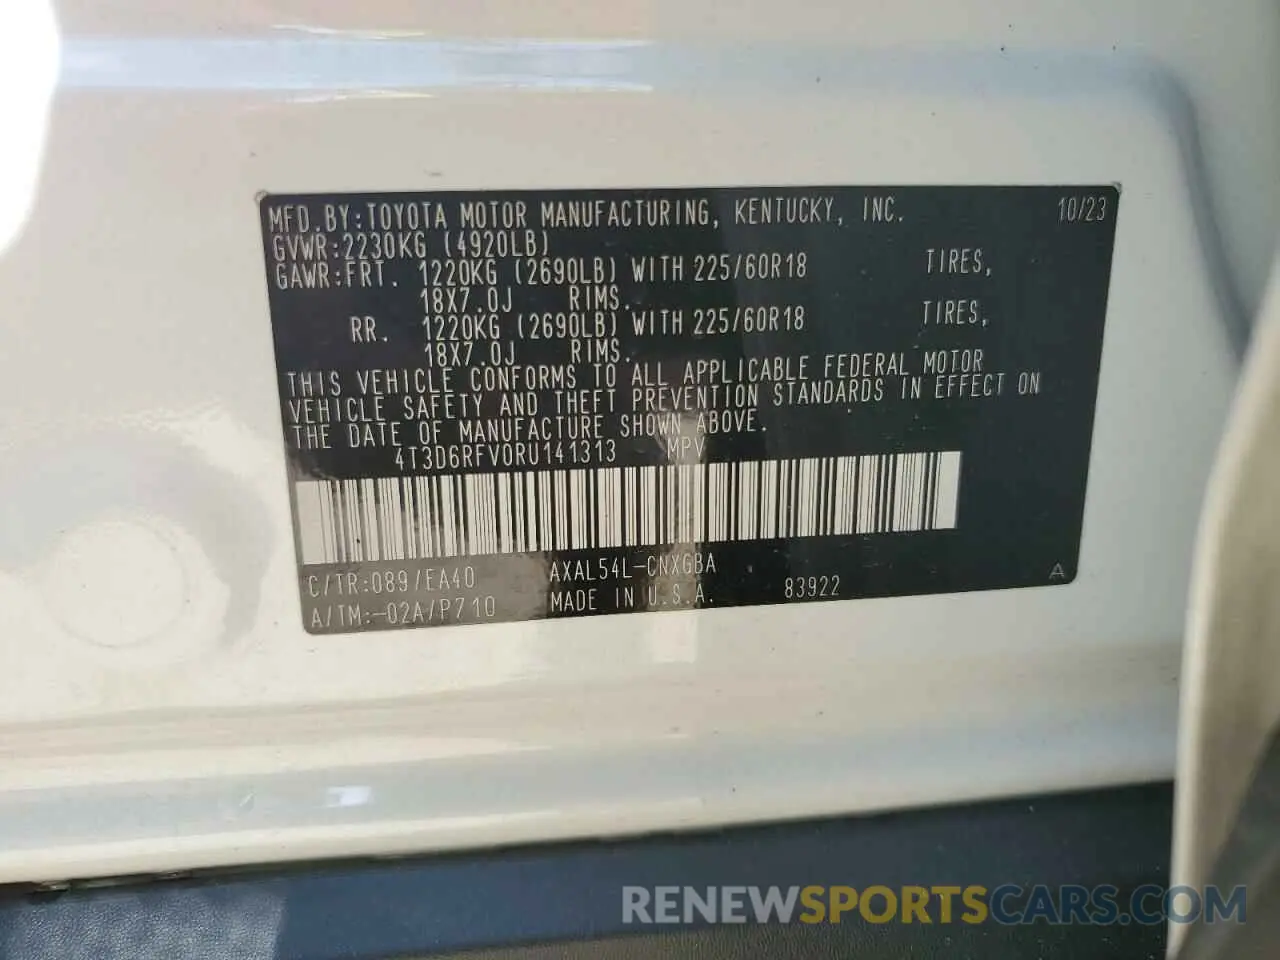 MFD.BY:TOYOTA MOTOR MANUFACTURING, KENTUCKY, INC. 10/23
GVWR:2230KG (4920LB)
GAWR:FRT. 1220KG (2690LB) WITH 225/60R18 TIRES,
18X7.0J RIMS.
RR. 1220KG (2690LB) WITH 225/60R18 TIRES,
18X7.0J RIMS.
THIS VEHICLE CONFORMS TO ALL APPLICABLE FEDERAL MOTOR
VEHICLE SAFETY AND THEFT PREVENTION STANDARDS IN EFFECT ON
THE DATE OF MANUFACTURE SHOWN ABOVE.
4T3D6RFV0RU141313 MPV
C/TR:089/EA40 AXAL54L-CNXGBA
A/TM:-02A/P710 MADE IN U.S.A. 83922 A
RENEWSPORTSCARS.COM